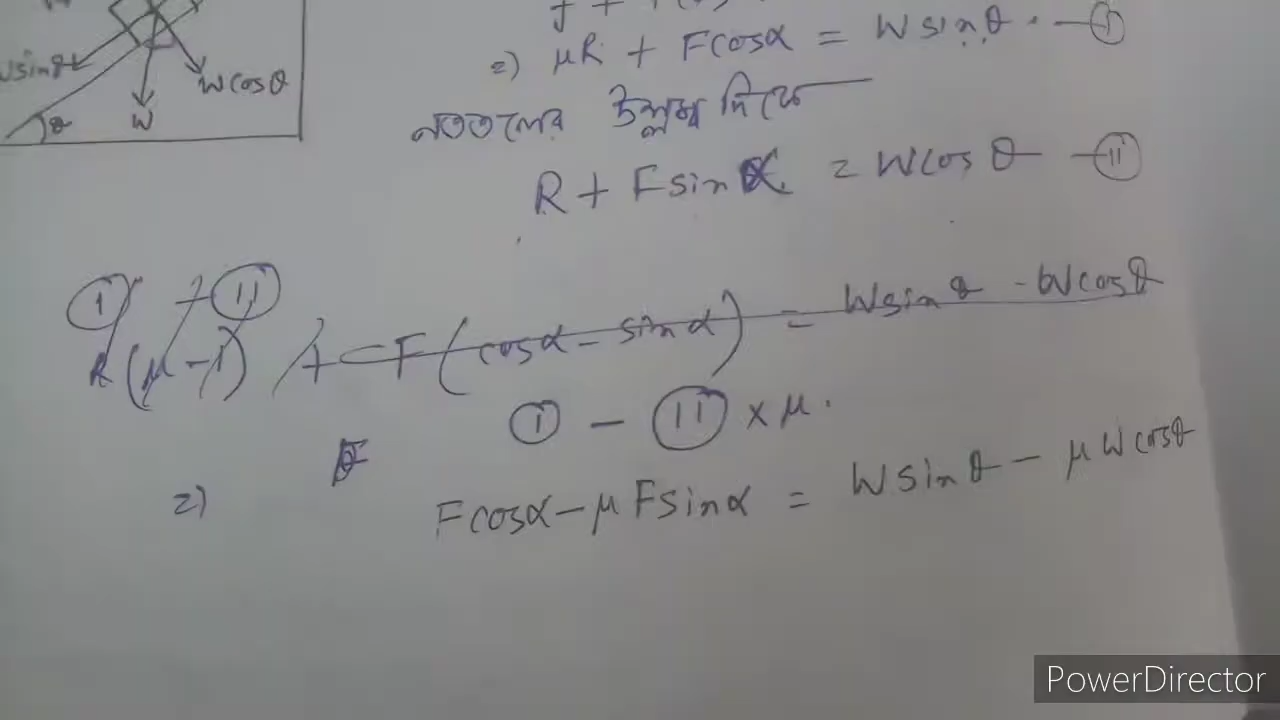 =) μR + Fcosα = Wsinθ - (I)
Wsinθ
Wcosθ
W
θ
নততলের উল্লম্ব দিকে
R + Fsinα = Wcosθ - (II)
(I) - (II)
R(μ-1) + F(cosα - sinα) = Wsinθ - Wcosθ
(I) - (II) × μ.
=) Fcosα - μFsinα = Wsinθ - μWcosθ
PowerDirector